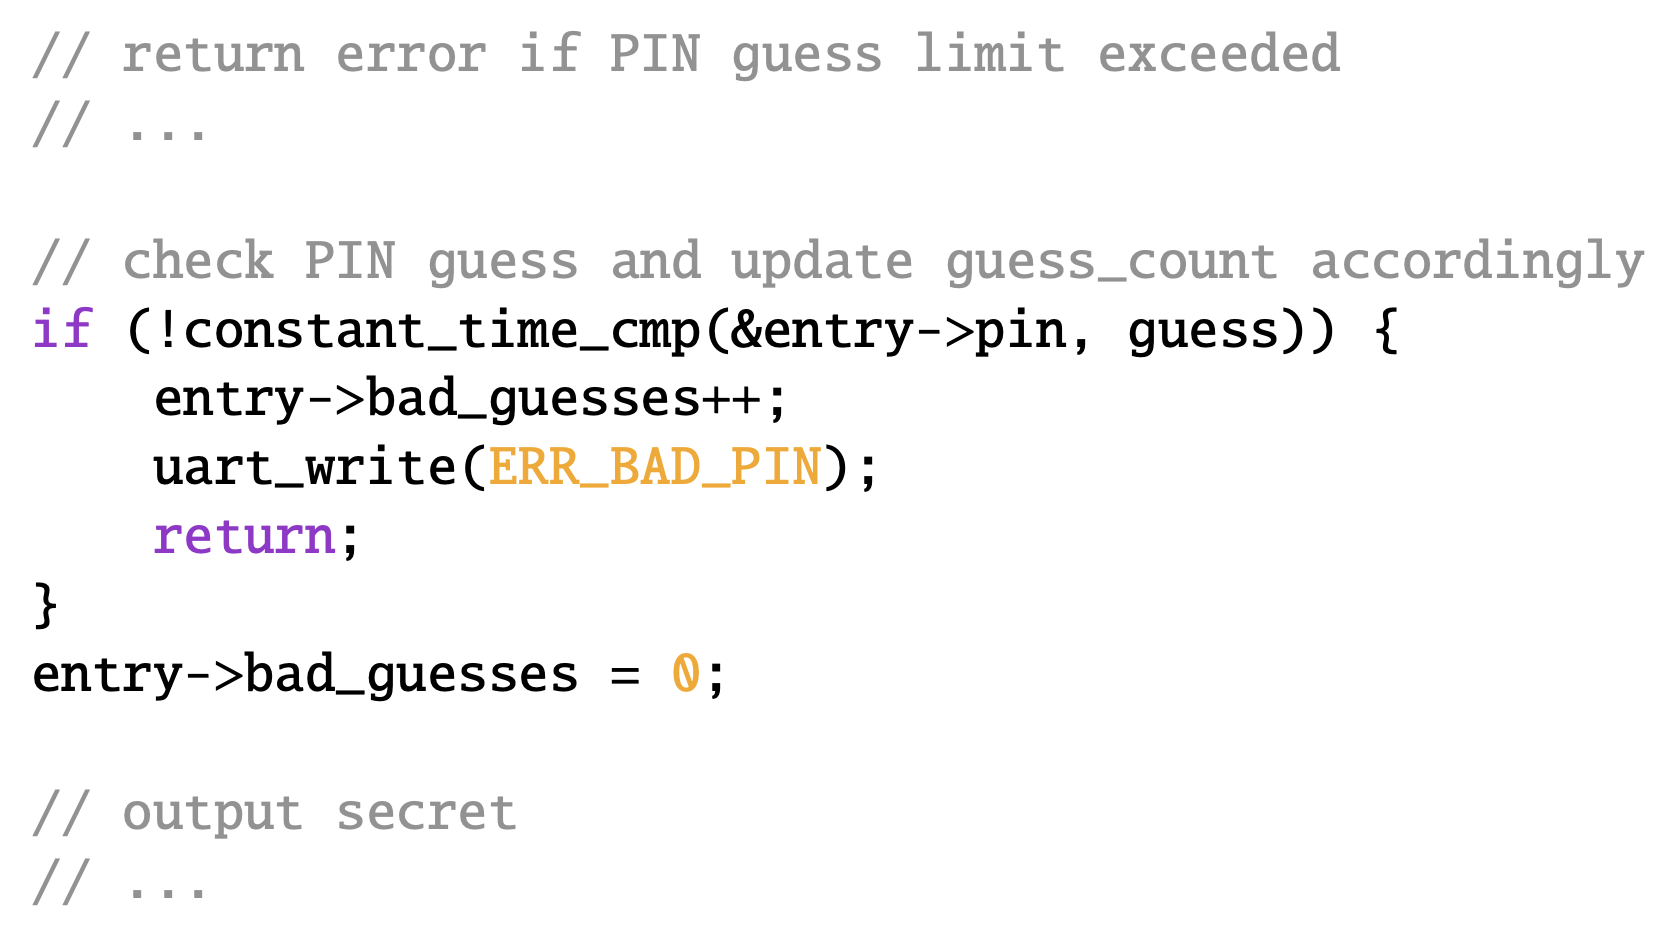 // return error if PIN guess limit exceeded
// ...
// check PIN guess and update guess_count accordingly
if (!constant_time_cmp(&entry->pin, guess)) {
    entry->bad_guesses++;
    uart_write(ERR_BAD_PIN);
    return;
}
entry->bad_guesses = 0;
// output secret
// ...